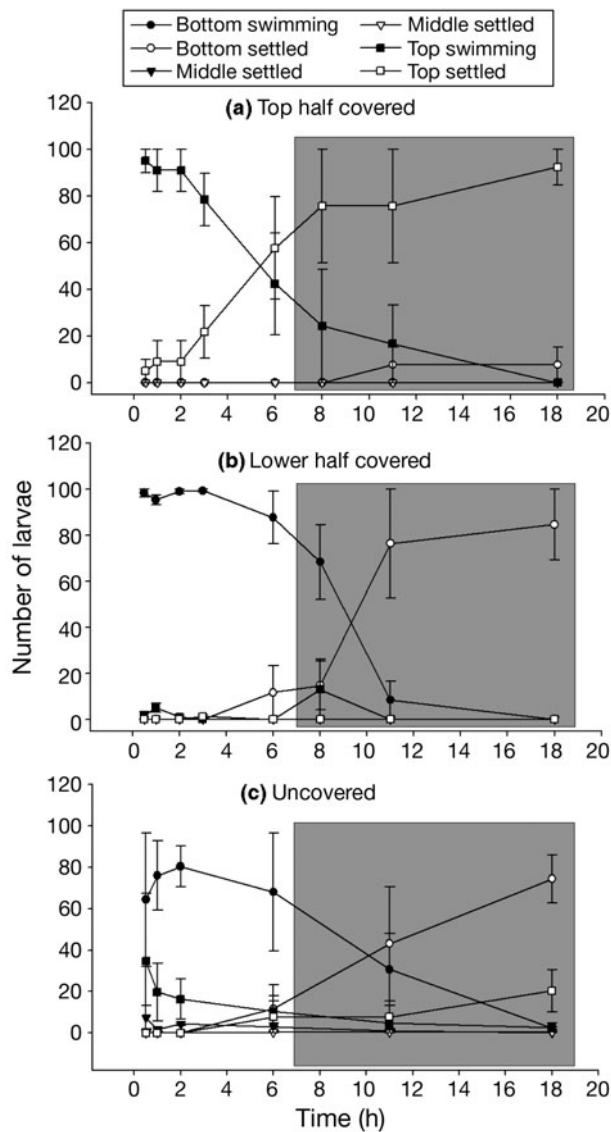 Bottom swimming Middle settled
Bottom settled Top swimming
Middle settled Top settled
(a) Top half covered
120
100
80
60
40
20
0
0 2 4 6 8 10 12 14 16 18 20
(b) Lower half covered
120
100
80
60
40
20
0
0 2 4 6 8 10 12 14 16 18 20
(c) Uncovered
120
100
80
60
40
20
0
0 2 4 6 8 10 12 14 16 18 20
Number of larvae
Time (h)